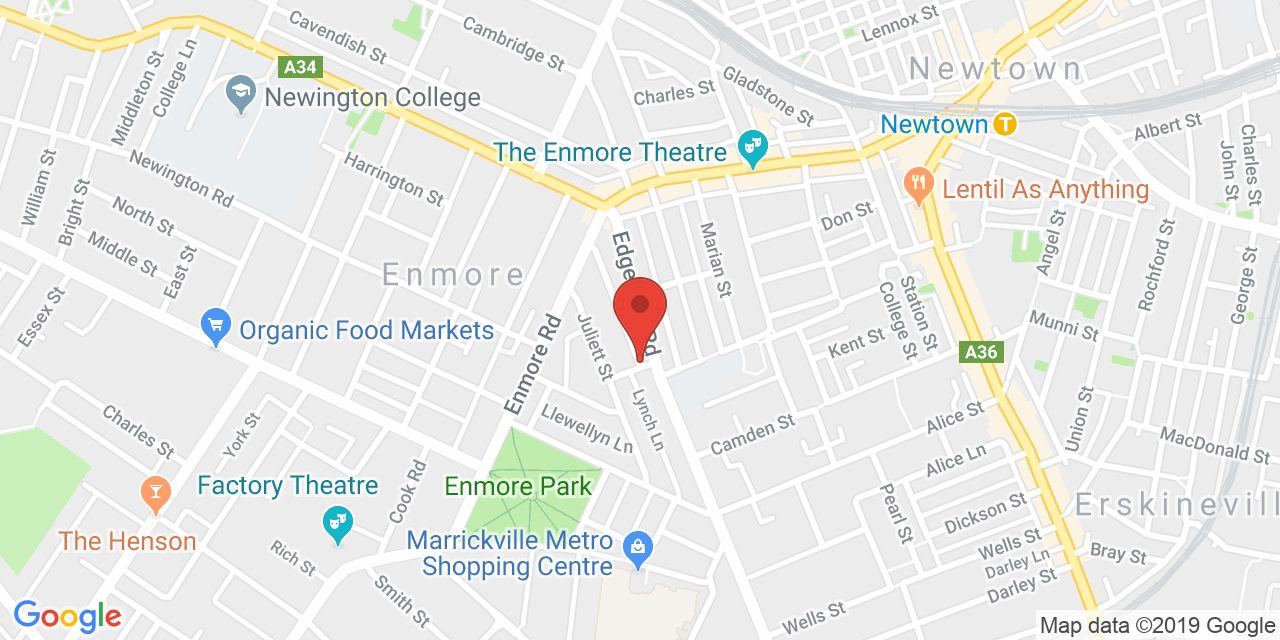 Cavendish St
Cambridge St
Lennox St
A34
Newtown
Middleton St
College Ln
Newington College
Charles St
Gladstone St
Newtown
T
Albert St
Charles St
John St
The Enmore Theatre
William St
Newington Rd
Harrington St
Lentil As Anything
Bright St
North St
Don St
Angel St
Middle St
East St
Enmore
Marian St
Rochford St
George St
Essex St
Station St
College St
Organic Food Markets
Juliett St
Enmore Rd
Munni St
Kent St
A36
Charles St
York St
Llewellyn Ln
Lynch Ln
Camden St
Alice St
Union St
MacDonald St
Alice Ln
Factory Theatre
Cook Rd
Enmore Park
Pearl St
Dickson St
The Henson
Marrickville Metro
Shopping Centre
Wells St
Darley Ln
Darley St
Bray St
Rich St
Smith St
Wells St
Google
Map data ©2019 Google